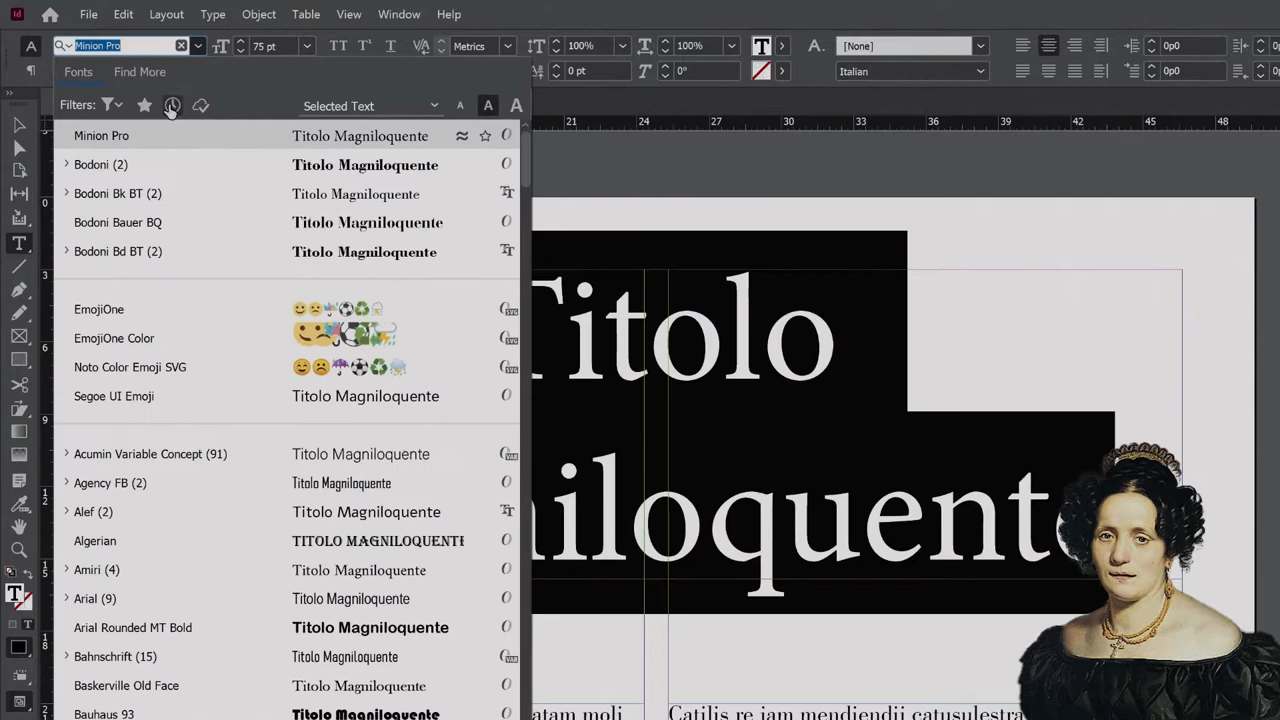 Id File Edit Layout Type Object Table View Window Help
A Minion Pro 75 pt Metrics 100% 100% T A. [None] 0p0 0p0
0 pt 0° Italian 0p0
Fonts Find More
Filters: Selected Text A A A
21 24 27 30 33 36 39 42 45 48
Minion Pro Titolo Magniloquente
Bodoni (2) Titolo Magniloquente
Bodoni Bk BT (2) Titolo Magniloquente
Bodoni Bauer BQ Titolo Magniloquente
Bodoni Bd BT (2) Titolo Magniloquente
EmojiOne
EmojiOne Color
Noto Color Emoji SVG
Segoe UI Emoji Titolo Magniloquente
Acumin Variable Concept (91) Titolo Magniloquente
Agency FB (2) Titolo Magniloquente
Alef (2) Titolo Magniloquente
Algerian TITOLO MAGNILOQUENTE
Amiri (4) Titolo Magniloquente
Arial (9) Titolo Magniloquente
Arial Rounded MT Bold Titolo Magniloquente
Bahnschrift (15) Titolo Magniloquente
Baskerville Old Face Titolo Magniloquente
Bauhaus 93 Titolo Magniloquente
Titolo
niloquente
atam moli
Catilis re iam mendiendii catusulestra